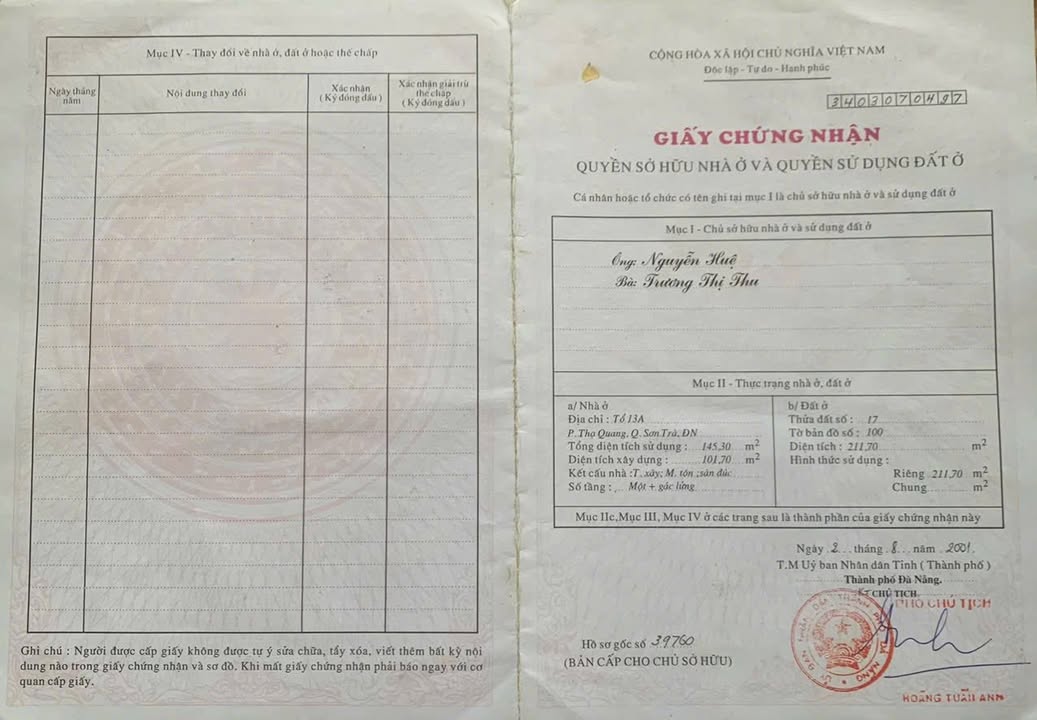 Mục IV - Thay đổi về nhà ở, đất ở hoặc thế chấp
Ngày tháng năm
Nội dung thay đổi
Xác nhận
( Ký đóng dấu )
Xác nhận giải trừ thế chấp
( Ký đóng dấu )
Ghi chú : Người được cấp giấy không được tự ý sửa chữa, tẩy xóa, viết thêm bất kỳ nội
dung nào trong giấy chứng nhận và sơ đồ. Khi mất giấy chứng nhận phải báo ngay với cơ
quan cấp giấy.
CỘNG HÒA XÃ HỘI CHỦ NGHĨA VIỆT NAM
Độc lập - Tự do - Hạnh phúc
3403070497
GIẤY CHỨNG NHẬN
QUYỀN SỞ HỮU NHÀ Ở VÀ QUYỀN SỬ DỤNG ĐẤT Ở
Cá nhân hoặc tổ chức có tên ghi tại mục I là chủ sở hữu nhà ở và sử dụng đất ở
Mục I - Chủ sở hữu nhà ở và sử dụng đất ở
Ông: Nguyễn Huệ
Bà: Trương Thị Thu
Mục II - Thực trạng nhà ở, đất ở
a/ Nhà ở
Địa chỉ : Tổ 13A
P. Thọ Quang, Q. Sơn Trà, ĐN
Tổng diện tích sử dụng : 145,30 m2
Diện tích xây dựng : 101,70 m2
Kết cấu nhà : T. xây; M. tôn ;sàn đúc
Số tầng : Một + gác lửng
b/ Đất ở
Thửa đất số : 17
Tờ bản đồ số : 100
Diện tích : 211,70 m2
Hình thức sử dụng :
Riêng 211,70 m2
Chung m2
Mục IIc,Mục III, Mục IV ở các trang sau là thành phần của giấy chứng nhận này
Ngày 2 tháng 8 năm 2001.
T.M Uỷ ban Nhân dân Tỉnh ( Thành phố )
Thành phố Đà Nẵng.
KT CHỦ TỊCH
PHÓ CHỦ TỊCH
Hồ sơ gốc số 39760
(BẢN CẤP CHO CHỦ SỞ HỮU)
HOÀNG TUẤN ANH